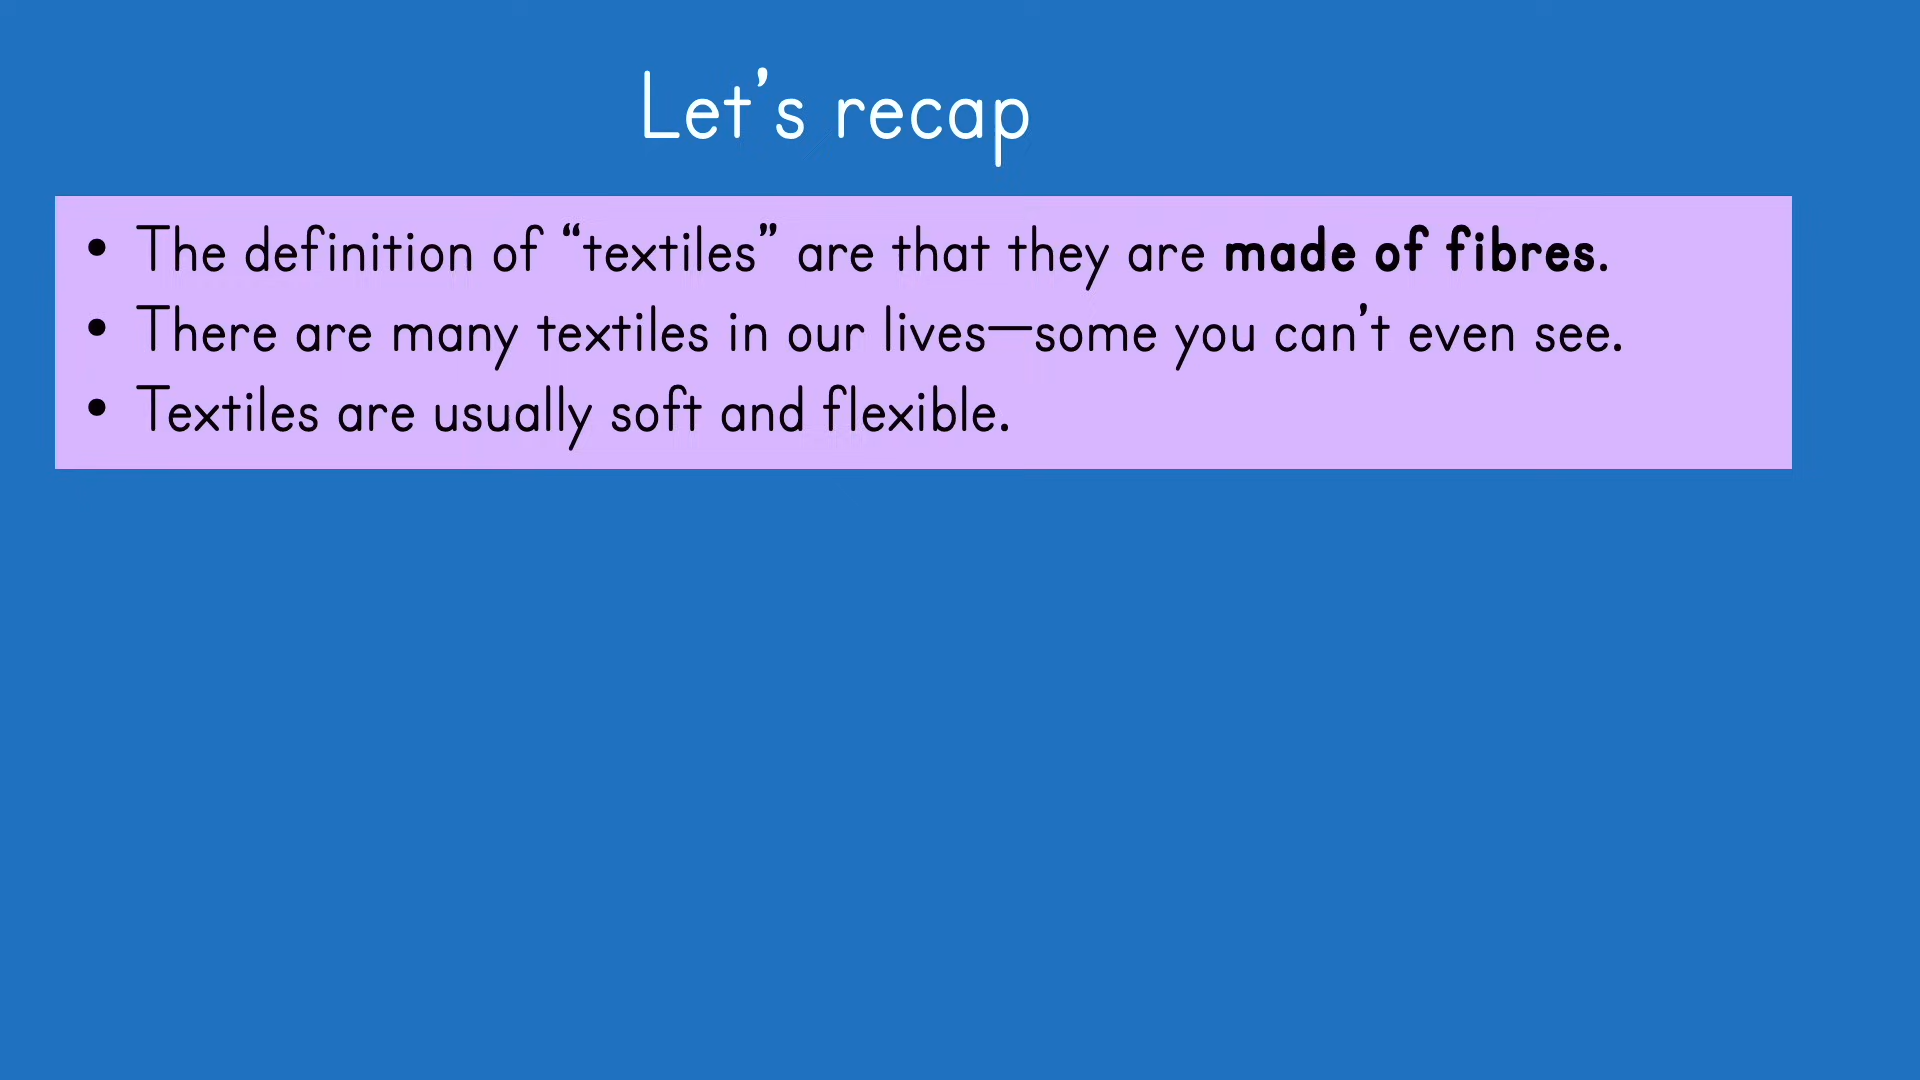 Let’s recap
• The definition of “textiles” are that they are made of fibres.
• There are many textiles in our lives—some you can’t even see.
• Textiles are usually soft and flexible.